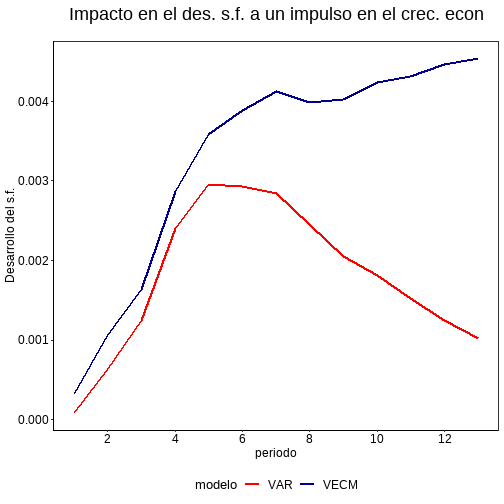 Impacto en el des. s.f. a un impulso en el crec. econ
0.004
0.003
0.002
0.001
0.000
Desarrollo del s.f.
2 4 6 8 10 12
periodo
modelo VAR VECM